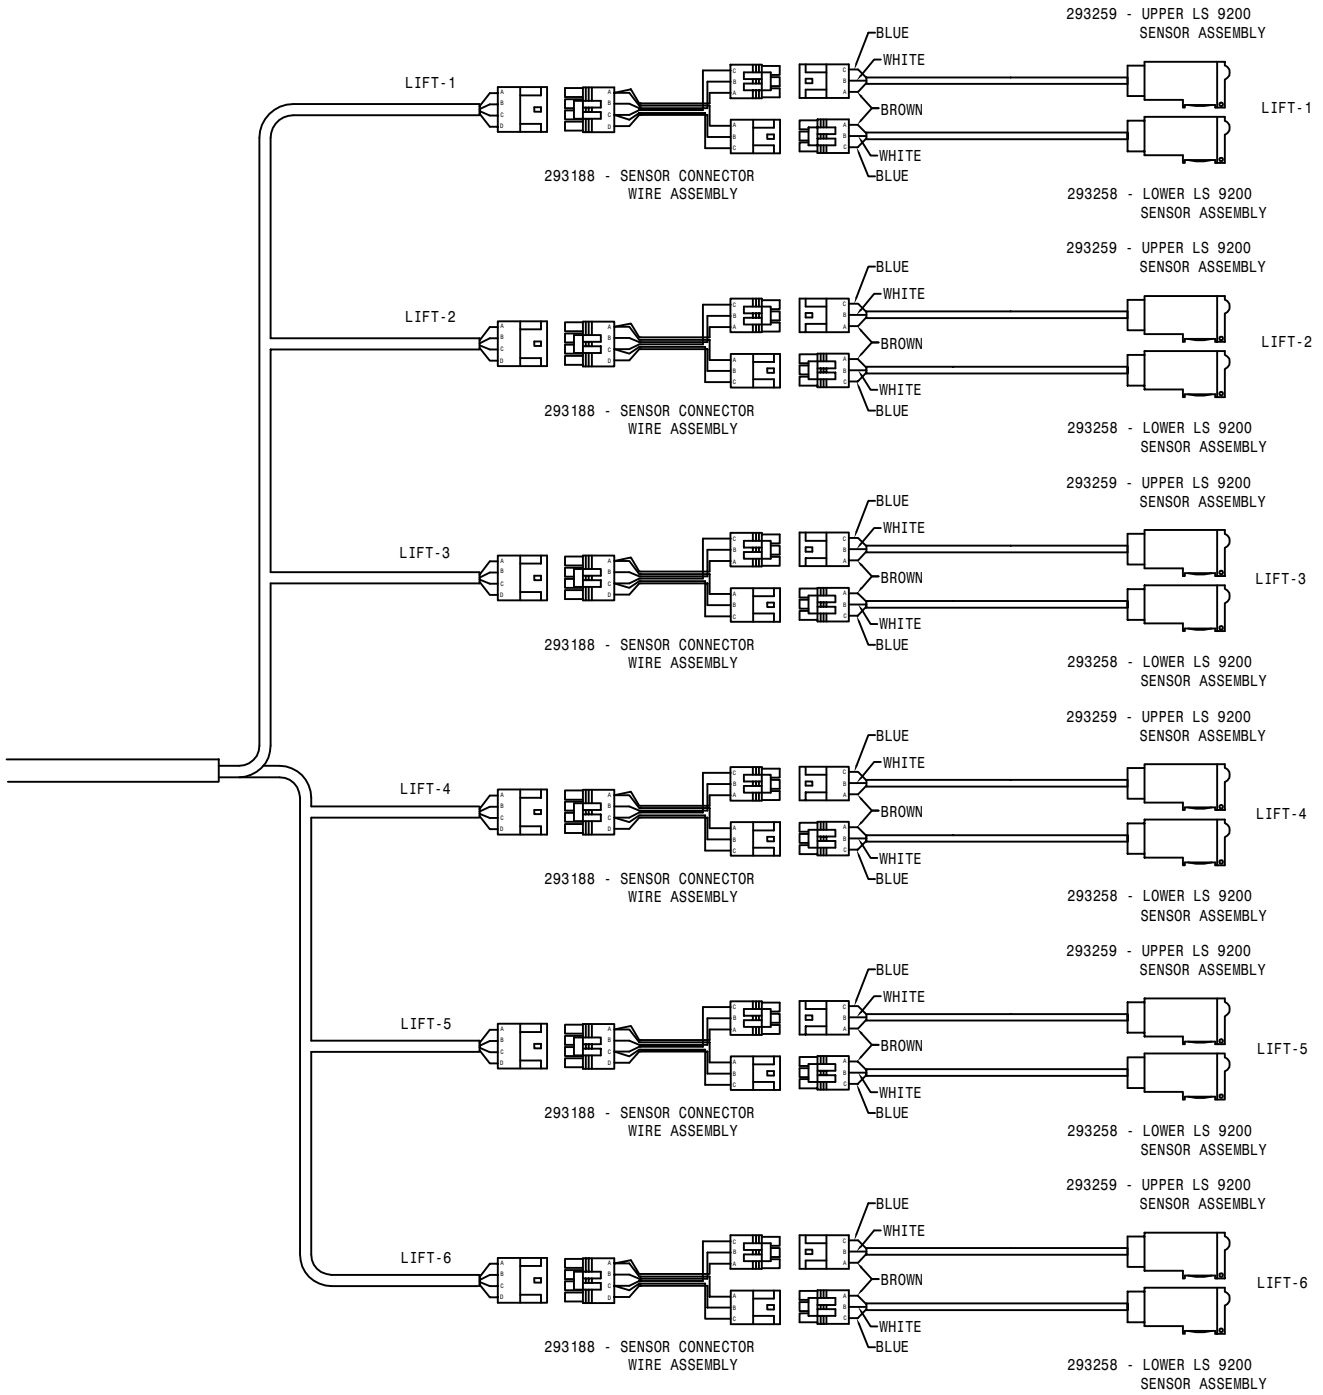 293259 - UPPER LS 9200
SENSOR ASSEMBLY
BLUE
WHITE
LIFT-1
A
B
C
D
A
B
C
D
C
B
A
A
B
C
C
B
A
A
B
C
BROWN
LIFT-1
WHITE
BLUE
293188 - SENSOR CONNECTOR
WIRE ASSEMBLY
293258 - LOWER LS 9200
SENSOR ASSEMBLY
293259 - UPPER LS 9200
SENSOR ASSEMBLY
BLUE
WHITE
LIFT-2
A
B
C
D
A
B
C
D
C
B
A
A
B
C
C
B
A
A
B
C
BROWN
LIFT-2
WHITE
BLUE
293188 - SENSOR CONNECTOR
WIRE ASSEMBLY
293258 - LOWER LS 9200
SENSOR ASSEMBLY
293259 - UPPER LS 9200
SENSOR ASSEMBLY
BLUE
WHITE
LIFT-3
A
B
C
D
A
B
C
D
C
B
A
A
B
C
C
B
A
A
B
C
BROWN
LIFT-3
WHITE
BLUE
293188 - SENSOR CONNECTOR
WIRE ASSEMBLY
293258 - LOWER LS 9200
SENSOR ASSEMBLY
293259 - UPPER LS 9200
SENSOR ASSEMBLY
BLUE
WHITE
LIFT-4
A
B
C
D
A
B
C
D
C
B
A
A
B
C
C
B
A
A
B
C
BROWN
LIFT-4
WHITE
BLUE
293188 - SENSOR CONNECTOR
WIRE ASSEMBLY
293258 - LOWER LS 9200
SENSOR ASSEMBLY
293259 - UPPER LS 9200
SENSOR ASSEMBLY
BLUE
WHITE
LIFT-5
A
B
C
D
A
B
C
D
C
B
A
A
B
C
C
B
A
A
B
C
BROWN
LIFT-5
WHITE
BLUE
293188 - SENSOR CONNECTOR
WIRE ASSEMBLY
293258 - LOWER LS 9200
SENSOR ASSEMBLY
293259 - UPPER LS 9200
SENSOR ASSEMBLY
BLUE
WHITE
LIFT-6
A
B
C
D
A
B
C
D
C
B
A
A
B
C
C
B
A
A
B
C
BROWN
LIFT-6
WHITE
BLUE
293188 - SENSOR CONNECTOR
WIRE ASSEMBLY
293258 - LOWER LS 9200
SENSOR ASSEMBLY